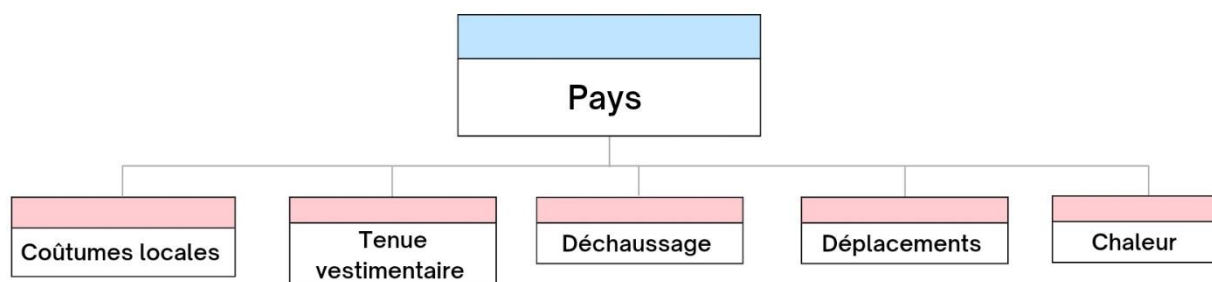 Pays
Coûtumes locales
Tenue
vestimentaire
Déchaussage
Déplacements
Chaleur